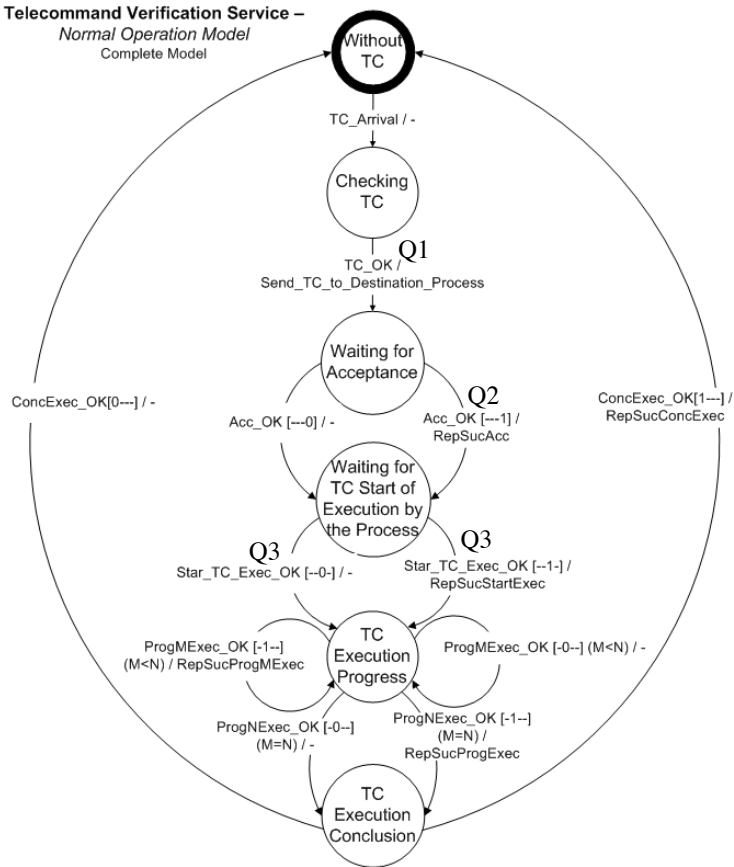 Telecommand Verification Service –
Normal Operation Model
Complete Model
Without
TC
TC_Arrival / -
Checking
TC
Q1
TC_OK /
Send_TC_to_Destination_Process
Waiting for
Acceptance
ConcExec_OK[0---] / -
ConcExec_OK[1---] /
RepSucConcExec
Acc_OK [---0] / -
Q2
Acc_OK [---1] /
RepSucAcc
Waiting for
TC Start of
Execution by
the Process
Q3
Star_TC_Exec_OK [--0-] / -
Q3
Star_TC_Exec_OK [--1-] /
RepSucStartExec
ProgMExec_OK [-1--]
(M<N) / RepSucProgMExec
TC
Execution
Progress
ProgMExec_OK [-0--] (M<N) / -
ProgNExec_OK [-0--]
(M=N) / -
ProgNExec_OK [-1--]
(M=N) /
RepSucProgExec
TC
Execution
Conclusion